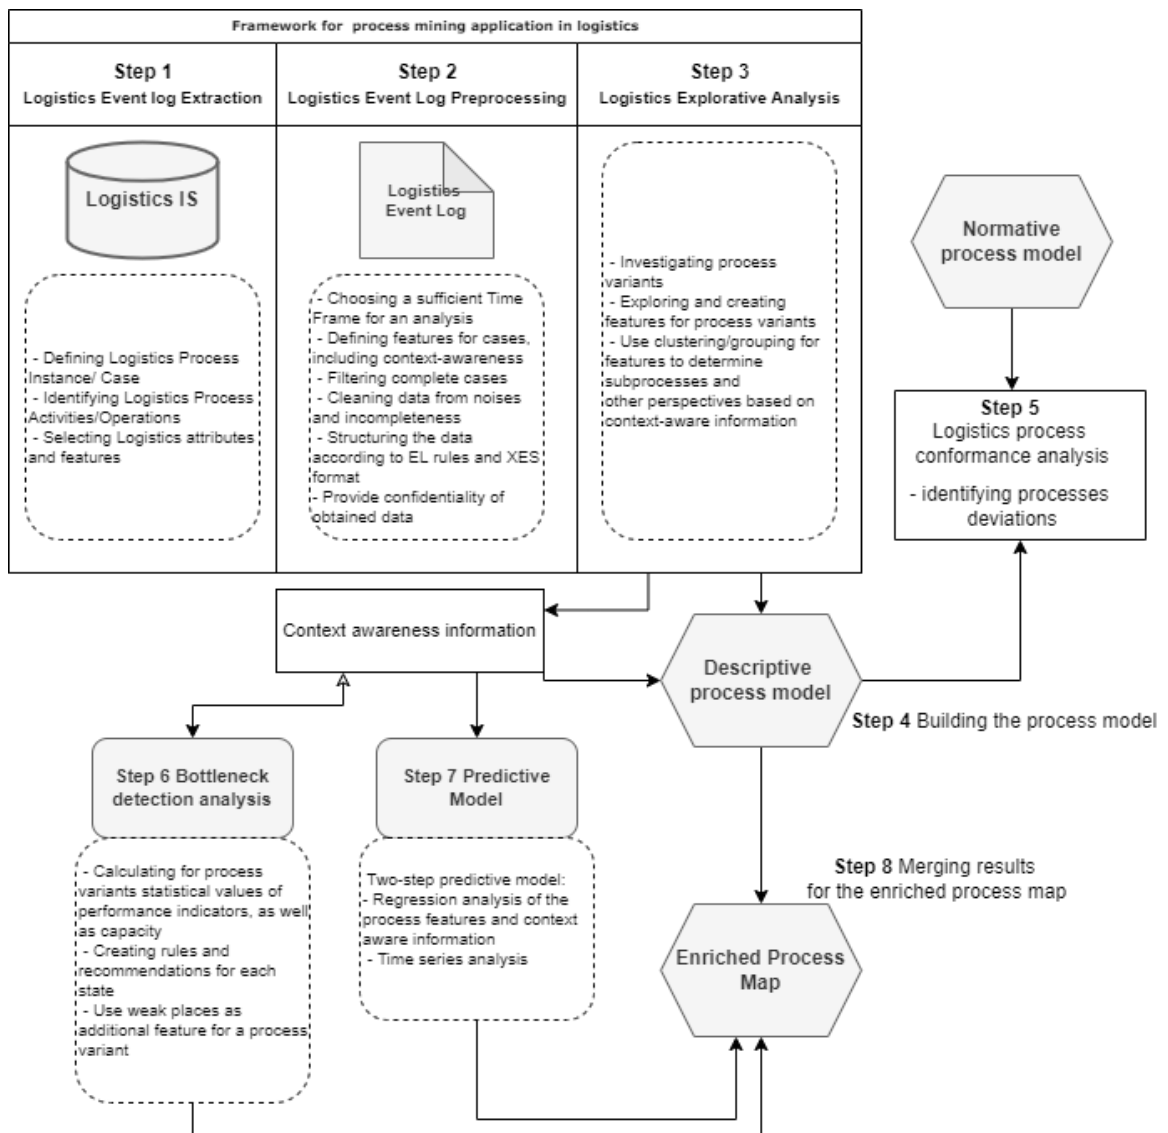 Framework for process mining application in logistics
Step 1
Logistics Event log Extraction
Step 2
Logistics Event Log Preprocessing
Step 3
Logistics Explorative Analysis
Logistics IS
- Defining Logistics Process
Instance/ Case
- Identifying Logistics Process
Activities/Operations
- Selecting Logistics attributes
and features
Logistics
Event Log
- Choosing a sufficient Time
Frame for an analysis
- Defining features for cases,
including context-awareness
- Filtering complete cases
- Cleaning data from noises
and incompleteness
- Structuring the data
according to EL rules and XES
format
- Provide confidentiality of
obtained data
- Investigating process
variants
- Exploring and creating
features for process variants
- Use clustering/grouping for
features to determine
subprocesses and
other perspectives based on
context-aware information
Normative
process model
Step 5
Logistics process
conformance analysis
- identifying processes
deviations
Context awareness information
Descriptive
process model
Step 4 Building the process model
Step 6 Bottleneck
detection analysis
- Calculating for process
variants statistical values of
performance indicators, as well
as capacity
- Creating rules and
recommendations for each
state
- Use weak places as
additional feature for a process
variant
Step 7 Predictive
Model
Two-step predictive model:
- Regression analysis of the
process features and context
aware information
- Time series analysis
Step 8 Merging results
for the enriched process map
Enriched Process
Map